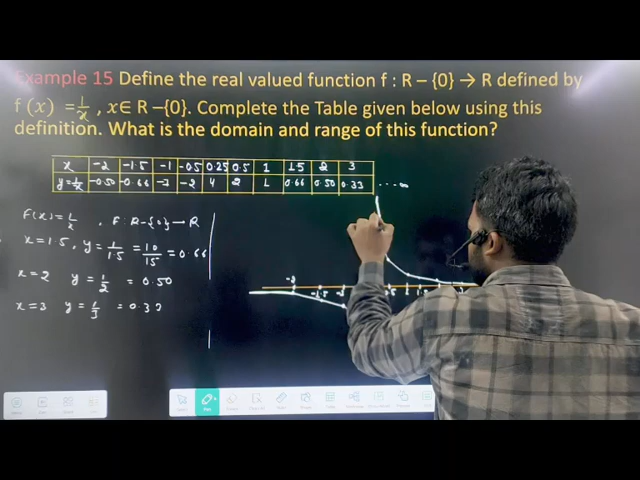 Example 15 Define the real valued function f : R – {0} → R defined by
f (x) = 1/x , x∈ R –{0}. Complete the Table given below using this
definition. What is the domain and range of this function?
x -2 -1.5 -1 -0.5 0.25 0.5 1 1.5 2 3
y=1/x -0.50 -0.66 -1 -2 4 2 1 0.66 0.50 0.33 ....∞
F(x)=1/x , F: R-{0}→R
x=1.5, y=1/1.5=10/15=0.66
x=2 y=1/2 =0.50
x=3 y=1/3 =0.33
-2 -1.5